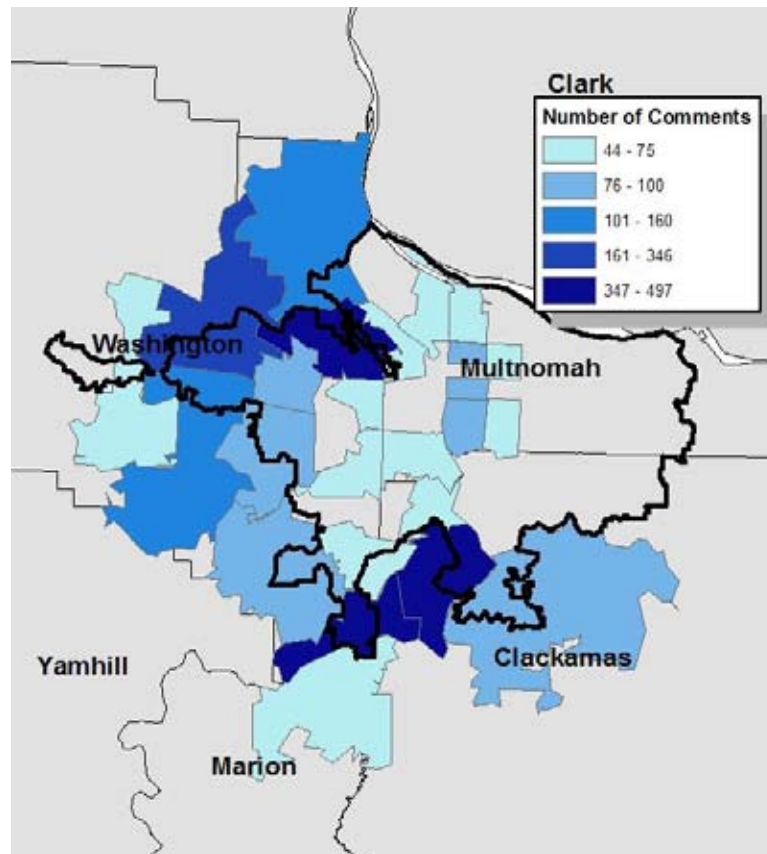 Clark
Number of Comments
44 - 75
76 - 100
101 - 160
161 - 346
347 - 497
Washington
Multnomah
Yamhill
Clackamas
Marion